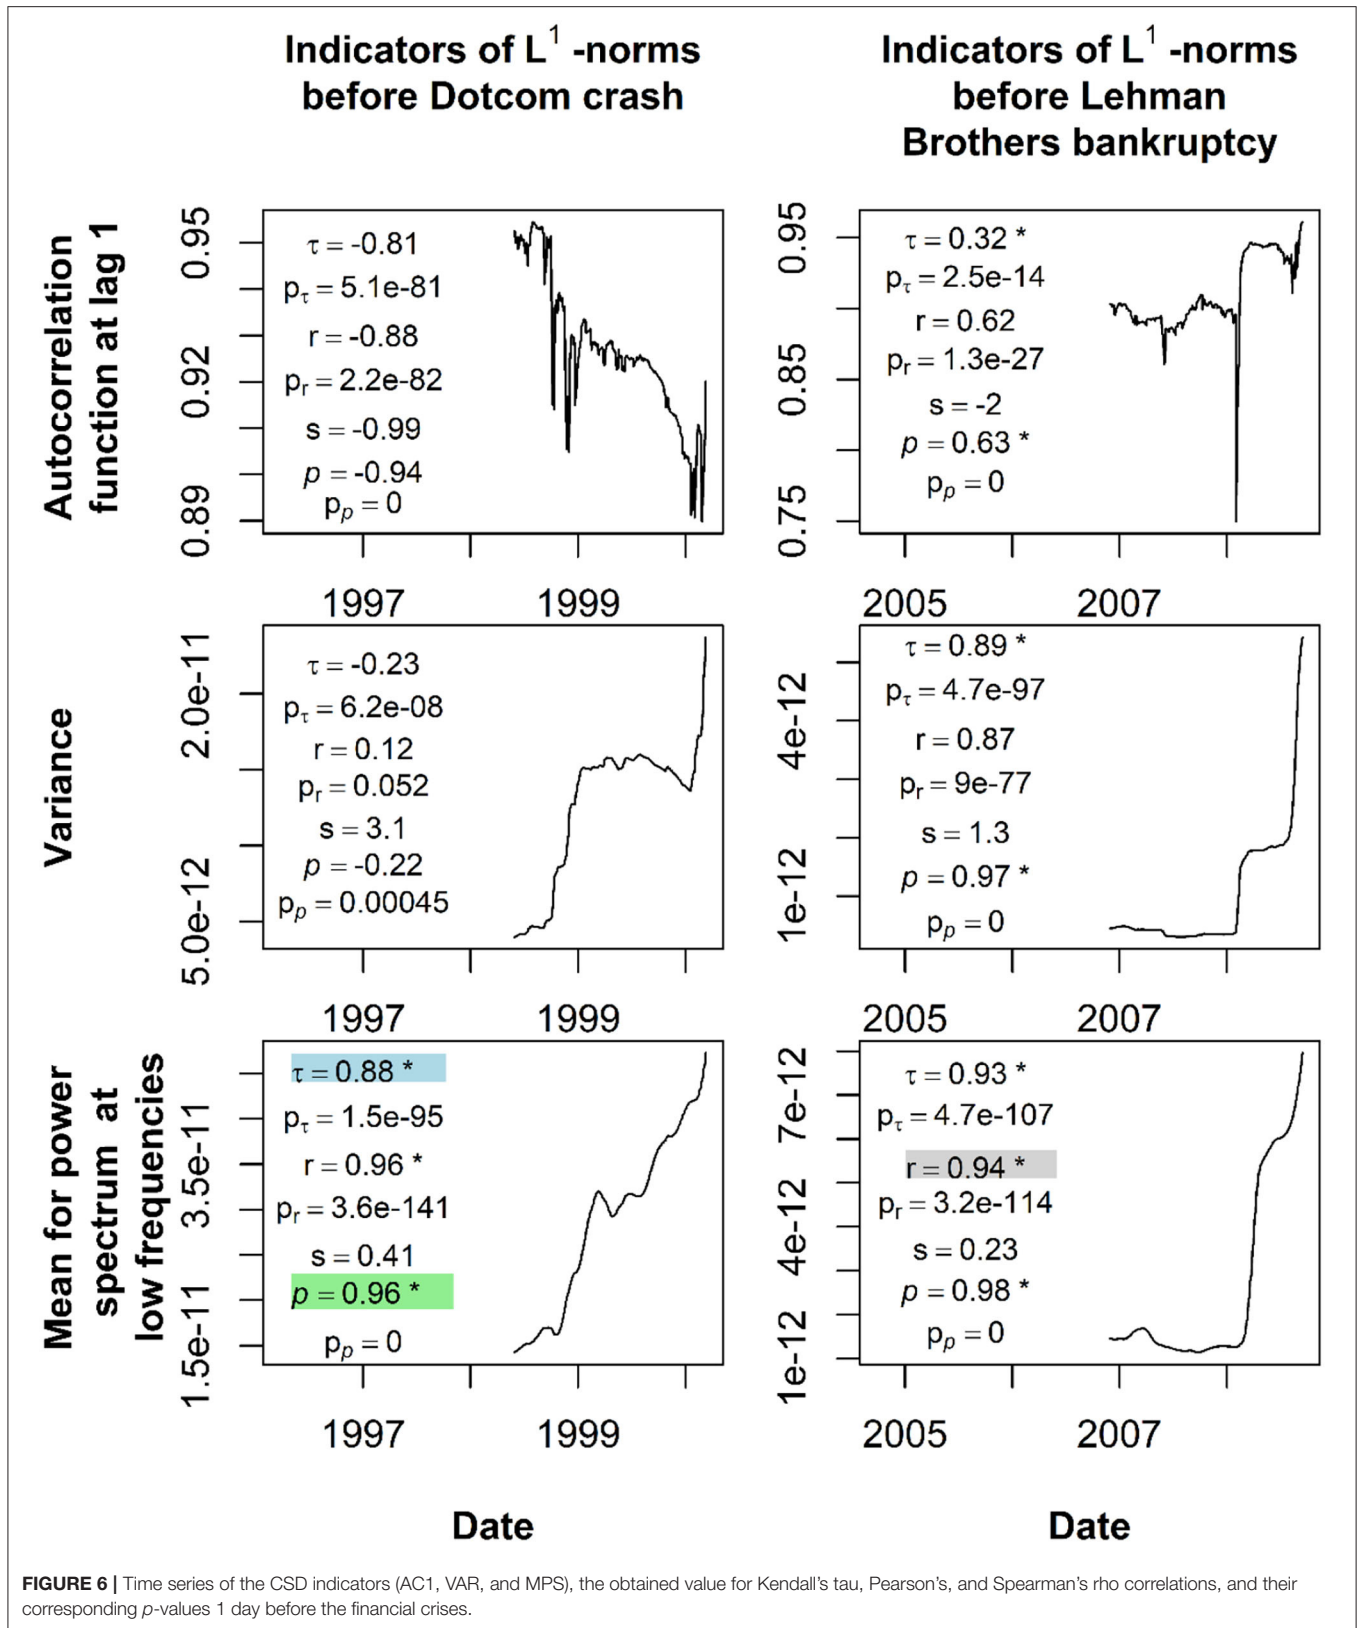 Indicators of L¹ -norms
before Dotcom crash
Indicators of L¹ -norms
before Lehman
Brothers bankruptcy
Autocorrelation
function at lag 1
0.95
0.92
0.89
τ = -0.81
pτ = 5.1e-81
r = -0.88
pr = 2.2e-82
s = -0.99
p = -0.94
pp = 0
1997
1999
0.95
0.85
0.75
τ = 0.32 *
pτ = 2.5e-14
r = 0.62
pr = 1.3e-27
s = -2
p = 0.63 *
pp = 0
2005
2007
Variance
2.0e-11
5.0e-12
τ = -0.23
pτ = 6.2e-08
r = 0.12
pr = 0.052
s = 3.1
p = -0.22
pp = 0.00045
1997
1999
4e-12
1e-12
τ = 0.89 *
pτ = 4.7e-97
r = 0.87
pr = 9e-77
s = 1.3
p = 0.97 *
pp = 0
2005
2007
Mean for power
spectrum at
low frequencies
3.5e-11
1.5e-11
τ = 0.88 *
pτ = 1.5e-95
r = 0.96 *
pr = 3.6e-141
s = 0.41
p = 0.96 *
pp = 0
1997
1999
Date
7e-12
4e-12
1e-12
τ = 0.93 *
pτ = 4.7e-107
r = 0.94 *
pr = 3.2e-114
s = 0.23
p = 0.98 *
pp = 0
2005
2007
Date
FIGURE 6 | Time series of the CSD indicators (AC1, VAR, and MPS), the obtained value for Kendall's tau, Pearson's, and Spearman's rho correlations, and their
corresponding p-values 1 day before the financial crises.